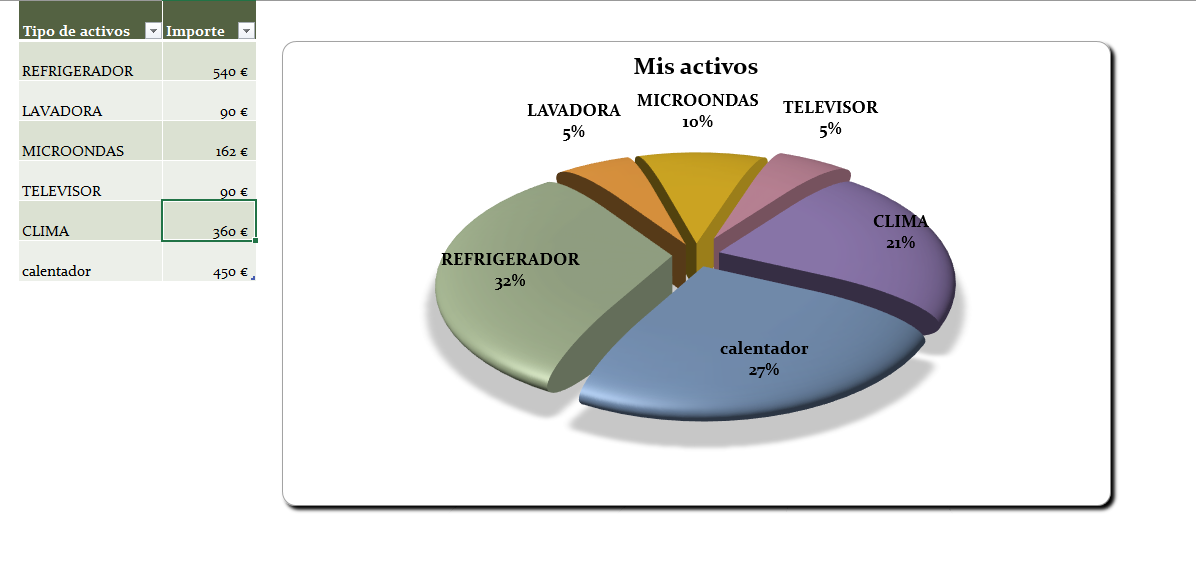 Tipo de activos Importe
REFRIGERADOR 540 €
LAVADORA 90 €
MICROONDAS 162 €
TELEVISOR 90 €
CLIMA 360 €
calentador 450 €
Mis activos
LAVADORA
5%
MICROONDAS
10%
TELEVISOR
5%
CLIMA
21%
REFRIGERADOR
32%
calentador
27%